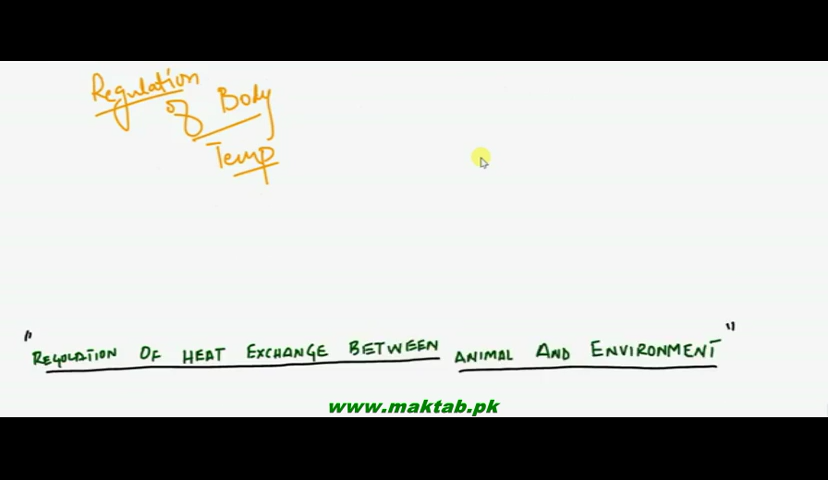 Regulation
of Body
Temp
"REGULATION OF HEAT EXCHANGE BETWEEN ANIMAL AND ENVIRONMENT"
www.maktab.pk